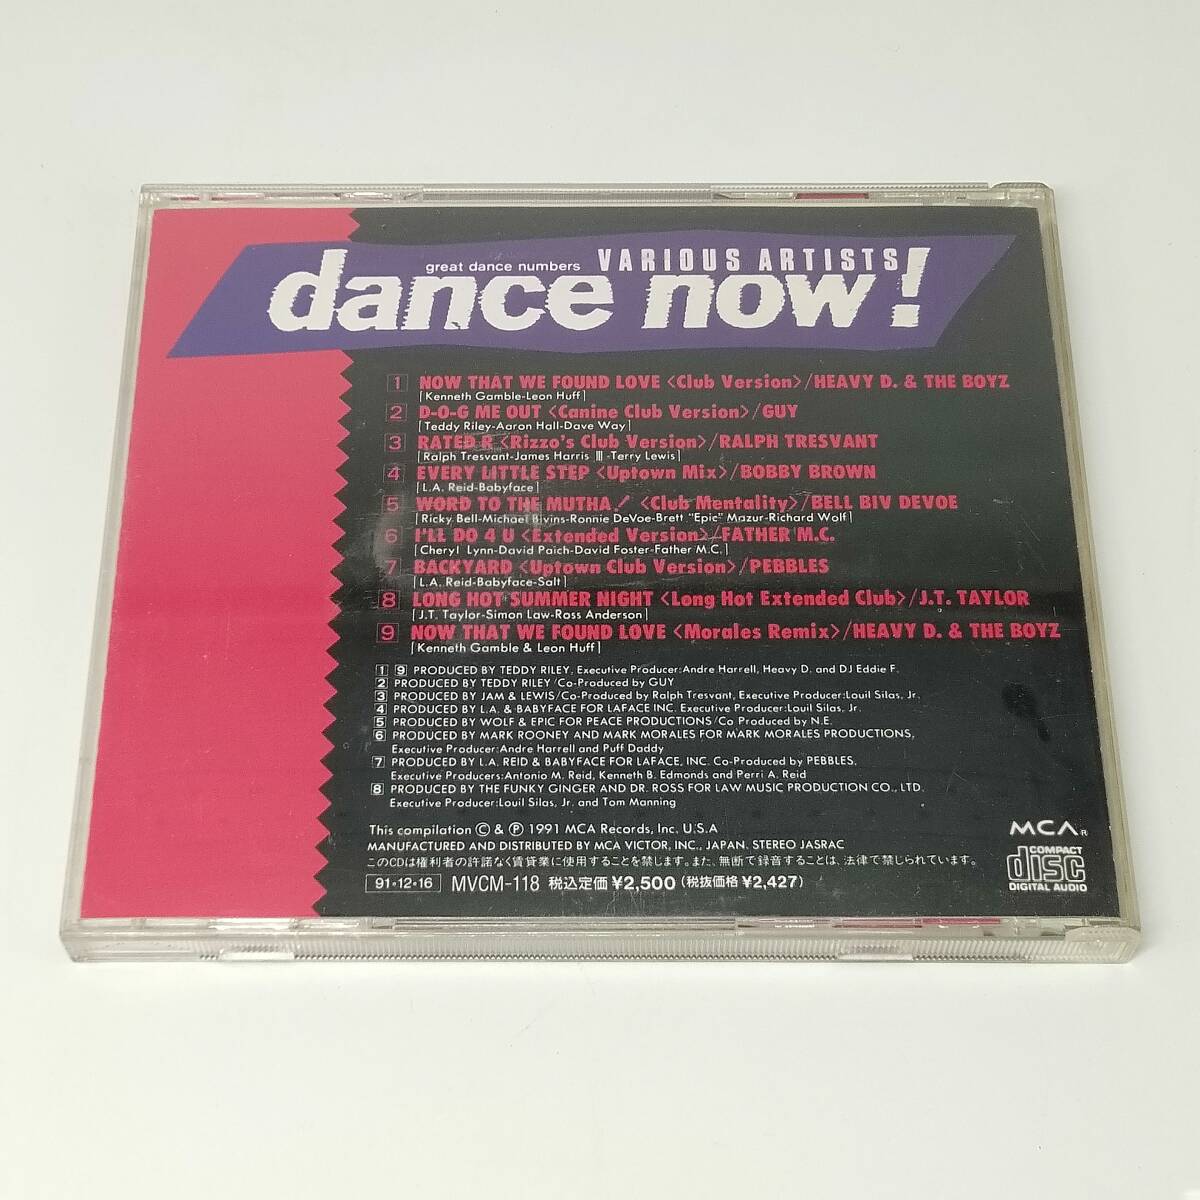 VARIOUS ARTISTS
great dance numbers
dance now!
1 NOW THAT WE FOUND LOVE <Club Version>/HEAVY D. & THE BOYZ
[Kenneth Gamble-Leon Huff]
2 D-O-G ME OUT <Canine Club Version>/GUY
[Teddy Riley-Aaron Hall-Dave Way]
3 RATED R <Rizzo's Club Version>/RALPH TRESVANT
[Ralph Tresvant-James Harris III-Terry Lewis]
4 EVERY LITTLE STEP <Uptown Mix>/BOBBY BROWN
[L.A. Reid-Babyface]
5 WORD TO THE MUTHA! <Club Mentality>/BELL BIV DEVOE
[Ricky Bell-Michael Bivins-Ronnie DeVoe-Brett "Epic" Mazur-Richard Wolf]
6 I'LL DO 4 U <Extended Version>/FATHER M.C.
[Cheryl Lynn-David Paich-David Foster-Father M.C.]
7 BACKYARD <Uptown Club Version>/PEBBLES
[L.A. Reid-Babyface-Salt]
8 LONG HOT SUMMER NIGHT <Long Hot Extended Club>/J.T. TAYLOR
[J.T. Taylor-Simon Law-Ross Anderson]
9 NOW THAT WE FOUND LOVE <Morales Remix>/HEAVY D. & THE BOYZ
[Kenneth Gamble & Leon Huff]
1 9 PRODUCED BY TEDDY RILEY, Executive Producer:Andre Harrell, Heavy D. and DJ Eddie F.
2 PRODUCED BY TEDDY RILEY/Co-Produced by GUY
3 PRODUCED BY JAM & LEWIS/Co-Produced by Ralph Tresvant, Executive Producer:Louil Silas, Jr.
4 PRODUCED BY L.A. & BABYFACE FOR LAFACE INC. Executive Producer:Louil Silas, Jr.
5 PRODUCED BY WOLF & EPIC FOR PEACE PRODUCTIONS/Co Produced by N.E.
6 PRODUCED BY MARK ROONEY AND MARK MORALES FOR MARK MORALES PRODUCTIONS,
Executive Producer:Andre Harrell and Puff Daddy
7 PRODUCED BY L.A. REID & BABYFACE FOR LAFACE, INC. Co-Produced by PEBBLES,
Executive Producers:Antonio M. Reid, Kenneth B. Edmonds and Perri A. Reid
8 PRODUCED BY THE FUNKY GINGER AND DR. ROSS FOR LAW MUSIC PRODUCTION CO., LTD.
Executive Producer:Louil Silas, Jr. and Tom Manning
This compilation © & ℗ 1991 MCA Records, Inc. U.S.A
MANUFACTURED AND DISTRIBUTED BY MCA VICTOR, INC., JAPAN. STEREO JASRAC
このCDは権利者の許諾なく賃貸業に使用することを禁じます。また、無断で録音することは、法律で禁じられています。
91・12・16 MVCM-118 税込定価¥2,500 (税抜価格¥2,427)
MCA®
COMPACT
disc
DIGITAL AUDIO